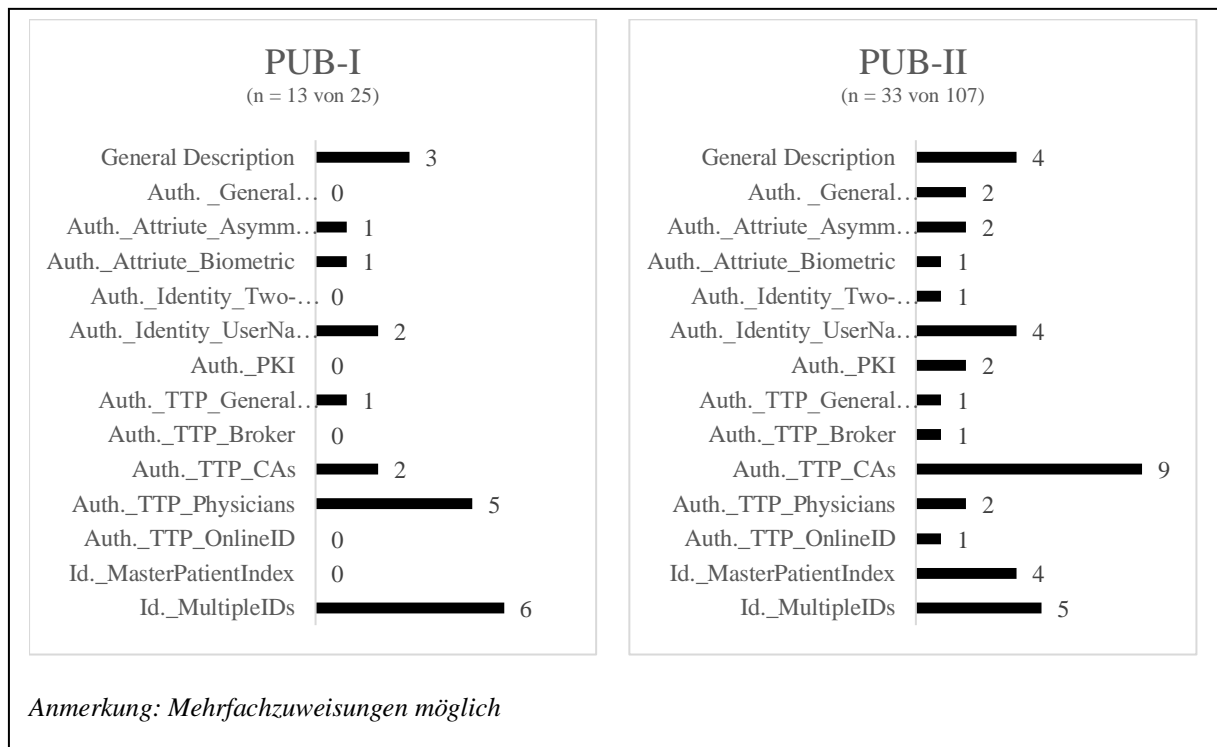 PUB-I
(n = 13 von 25)
General Description 3
Auth. _General… 0
Auth._Attriute_Asymm… 1
Auth._Attriute_Biometric 1
Auth._Identity_Two-… 0
Auth._Identity_UserNa… 2
Auth._PKI 0
Auth._TTP_General… 1
Auth._TTP_Broker 0
Auth._TTP_CAs 2
Auth._TTP_Physicians 5
Auth._TTP_OnlineID 0
Id._MasterPatientIndex 0
Id._MultipleIDs 6
PUB-II
(n = 33 von 107)
General Description 4
Auth. _General… 2
Auth._Attriute_Asymm… 2
Auth._Attriute_Biometric 1
Auth._Identity_Two-… 1
Auth._Identity_UserNa… 4
Auth._PKI 2
Auth._TTP_General… 1
Auth._TTP_Broker 1
Auth._TTP_CAs 9
Auth._TTP_Physicians 2
Auth._TTP_OnlineID 1
Id._MasterPatientIndex 4
Id._MultipleIDs 5
Anmerkung: Mehrfachzuweisungen möglich